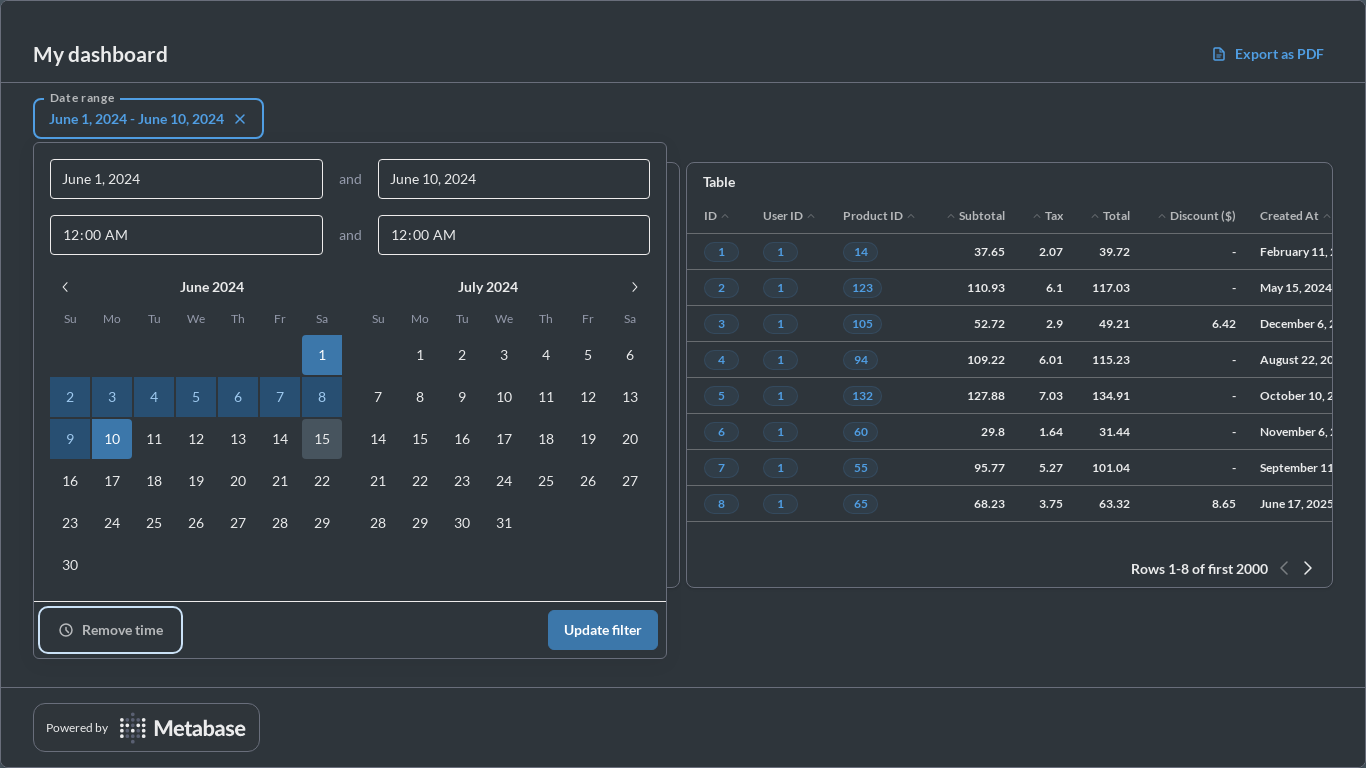 My dashboard
Export as PDF
Date range
June 1, 2024 - June 10, 2024
June 1, 2024 and June 10, 2024
12:00 AM and 12:00 AM
June 2024 July 2024
Su Mo Tu We Th Fr Sa Su Mo Tu We Th Fr Sa
1 1 2 3 4 5 6
2 3 4 5 6 7 8 7 8 9 10 11 12 13
9 10 11 12 13 14 15 14 15 16 17 18 19 20
16 17 18 19 20 21 22 21 22 23 24 25 26 27
23 24 25 26 27 28 29 28 29 30 31
30
Remove time Update filter
Table
ID User ID Product ID Subtotal Tax Total Discount ($) Created At
1 1 14 37.65 2.07 39.72 - February 11,
2 1 123 110.93 6.1 117.03 - May 15, 2024
3 1 105 52.72 2.9 49.21 6.42 December 6,
4 1 94 109.22 6.01 115.23 - August 22, 20
5 1 132 127.88 7.03 134.91 - October 10, 2
6 1 60 29.8 1.64 31.44 - November 6,
7 1 55 95.77 5.27 101.04 - September 11
8 1 65 68.23 3.75 63.32 8.65 June 17, 2025
Rows 1-8 of first 2000
Powered by Metabase